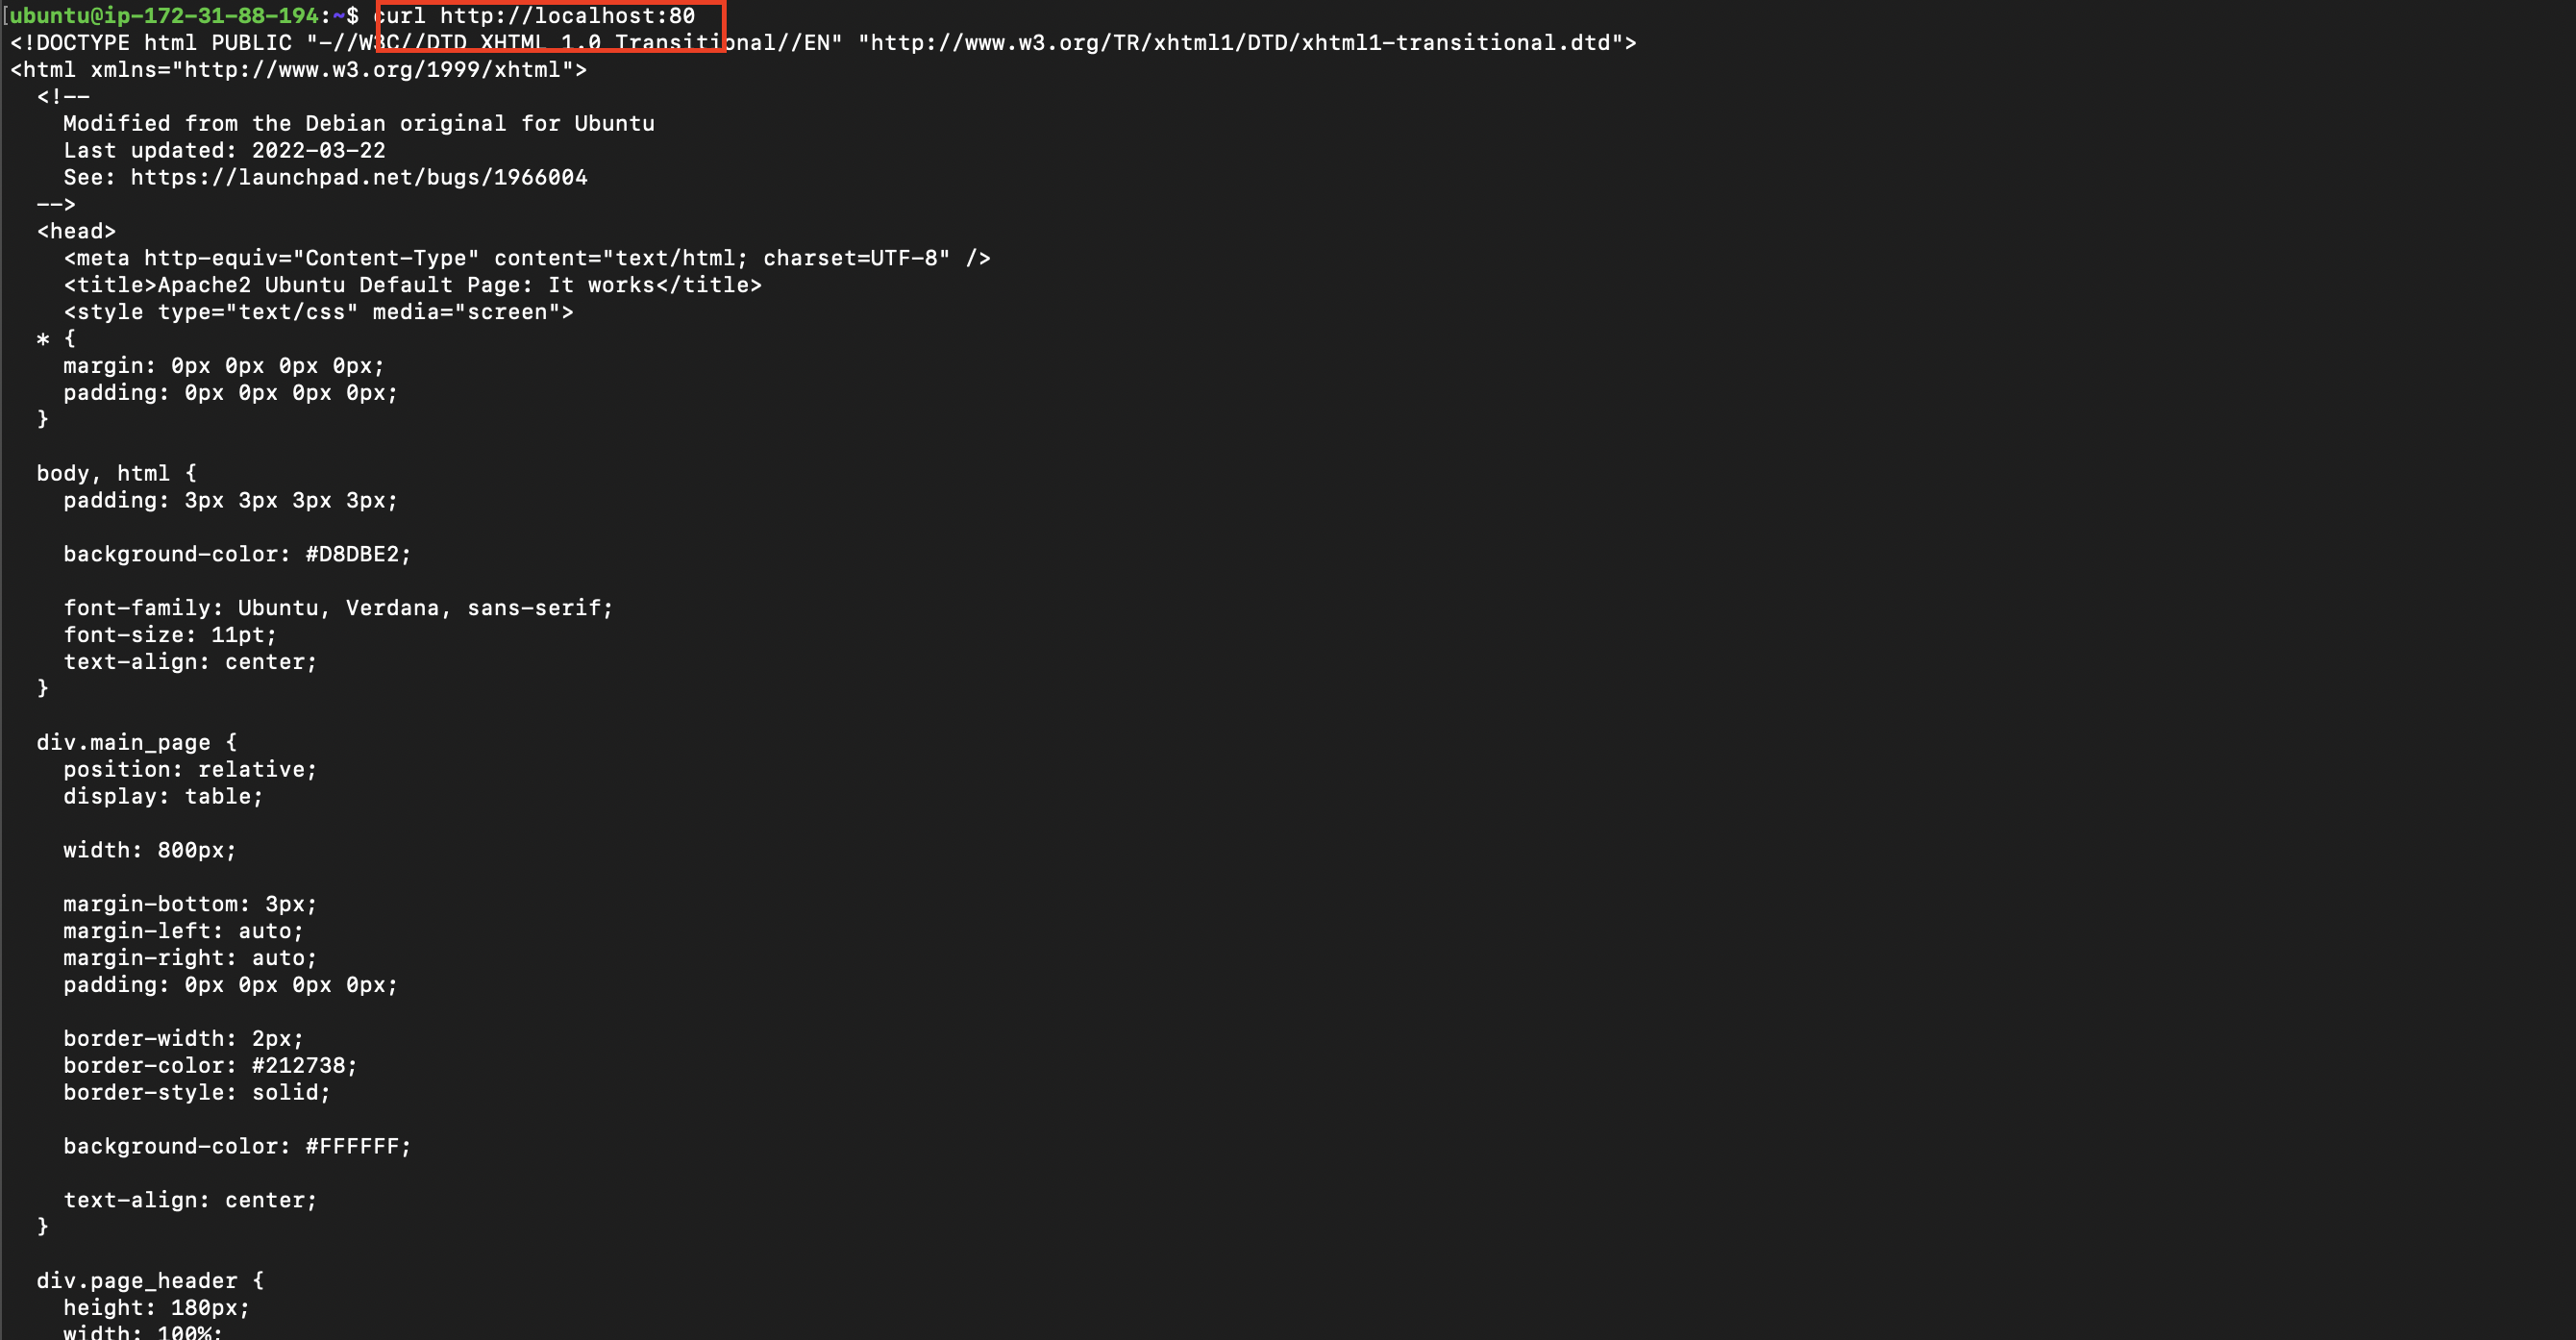 ubuntu@ip-172-31-88-194:~$ curl http://localhost:80
<!DOCTYPE html PUBLIC "-//W3C//DTD XHTML 1.0 Transitional//EN" "http://www.w3.org/TR/xhtml1/DTD/xhtml1-transitional.dtd">
<html xmlns="http://www.w3.org/1999/xhtml">
  <!--
    Modified from the Debian original for Ubuntu
    Last updated: 2022-03-22
    See: https://launchpad.net/bugs/1966004
  -->
  <head>
    <meta http-equiv="Content-Type" content="text/html; charset=UTF-8" />
    <title>Apache2 Ubuntu Default Page: It works</title>
    <style type="text/css" media="screen">
  * {
    margin: 0px 0px 0px 0px;
    padding: 0px 0px 0px 0px;
  }
  body, html {
    padding: 3px 3px 3px 3px;
    background-color: #D8DBE2;
    font-family: Ubuntu, Verdana, sans-serif;
    font-size: 11pt;
    text-align: center;
  }
  div.main_page {
    position: relative;
    display: table;
    width: 800px;
    margin-bottom: 3px;
    margin-left: auto;
    margin-right: auto;
    padding: 0px 0px 0px 0px;
    border-width: 2px;
    border-color: #212738;
    border-style: solid;
    background-color: #FFFFFF;
    text-align: center;
  }
  div.page_header {
    height: 180px;
    width: 100%;